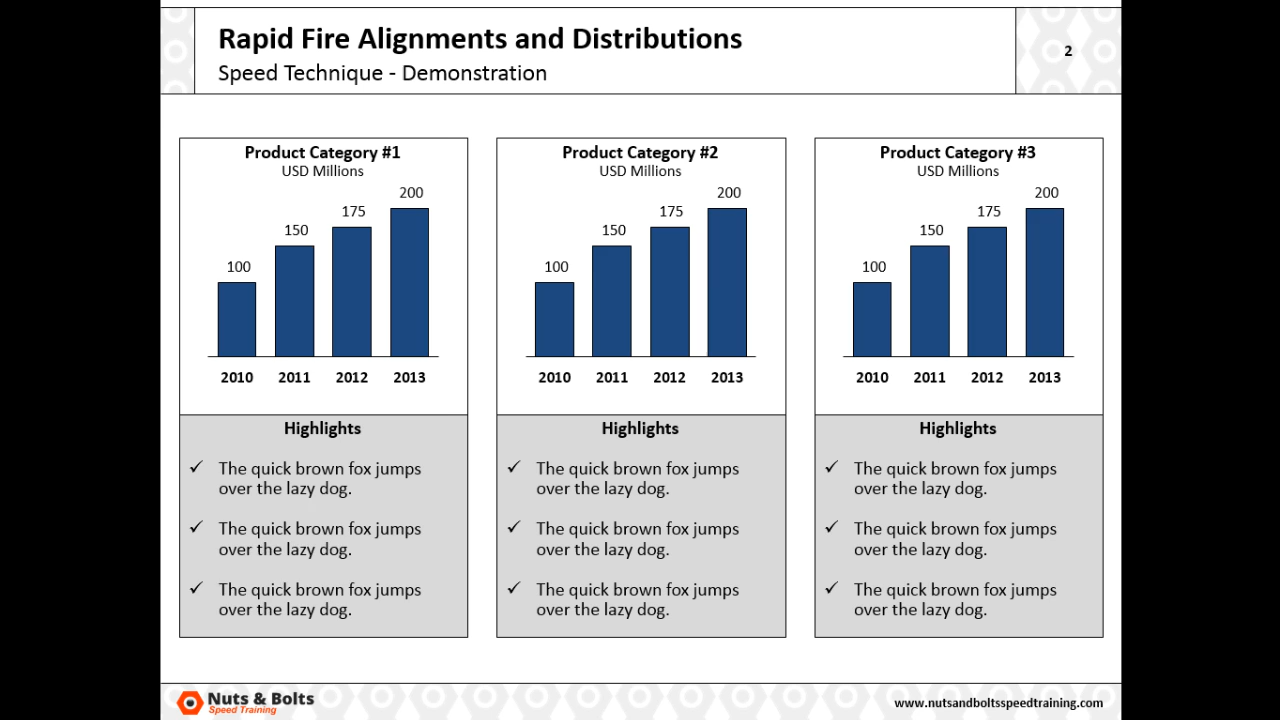 Rapid Fire Alignments and Distributions
Speed Technique - Demonstration
2
Product Category #1
USD Millions
200
175
150
100
2010 2011 2012 2013
Highlights
✓ The quick brown fox jumps
over the lazy dog.
✓ The quick brown fox jumps
over the lazy dog.
✓ The quick brown fox jumps
over the lazy dog.
Product Category #2
USD Millions
200
175
150
100
2010 2011 2012 2013
Highlights
✓ The quick brown fox jumps
over the lazy dog.
✓ The quick brown fox jumps
over the lazy dog.
✓ The quick brown fox jumps
over the lazy dog.
Product Category #3
USD Millions
200
175
150
100
2010 2011 2012 2013
Highlights
✓ The quick brown fox jumps
over the lazy dog.
✓ The quick brown fox jumps
over the lazy dog.
✓ The quick brown fox jumps
over the lazy dog.
Nuts & Bolts
Speed Training
www.nutsandboltsspeedtraining.com